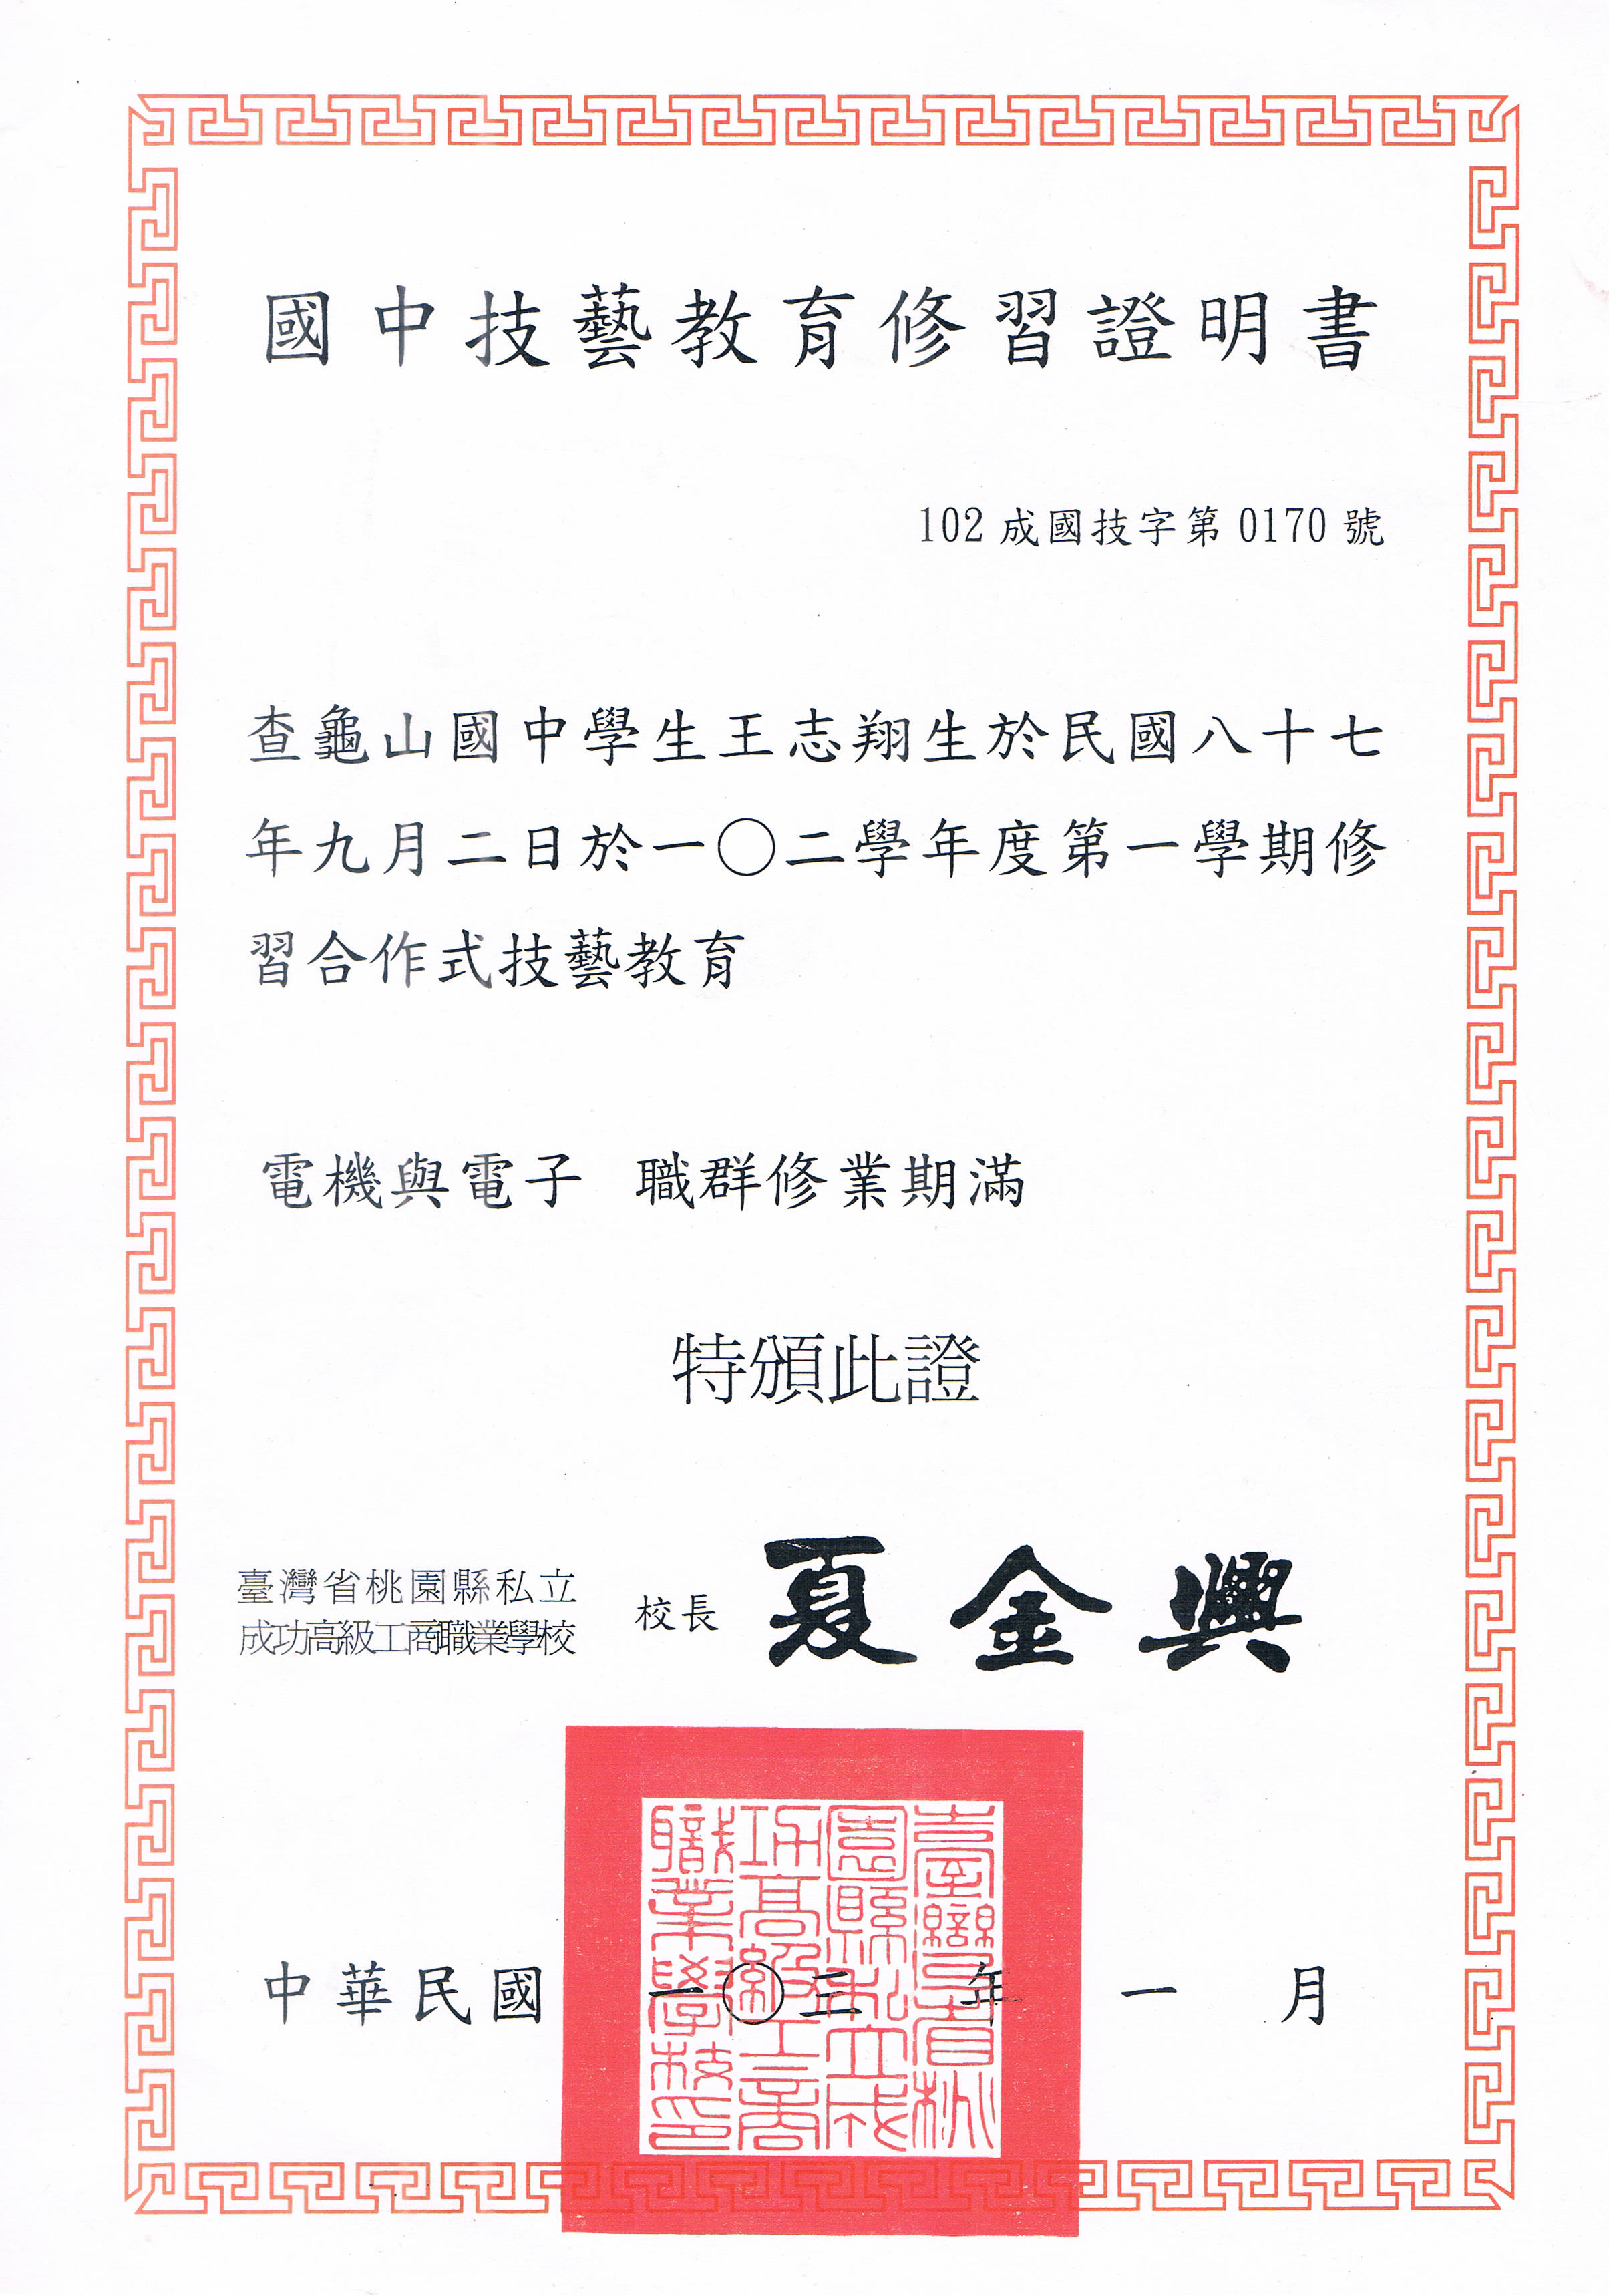 國中技藝教育修習證明書
102成國技字第0170號
查龜山國中學生王志翔生於民國八十七
年九月二日於一〇二學年度第一學期修
習合作式技藝教育
電機與電子 職群修業期滿
特頒此證
臺灣省桃園縣私立
成功高級工商職業學校
校長 夏金興
臺灣省桃園縣私立成功高級工商職業學校印
中華民國一〇三年一月